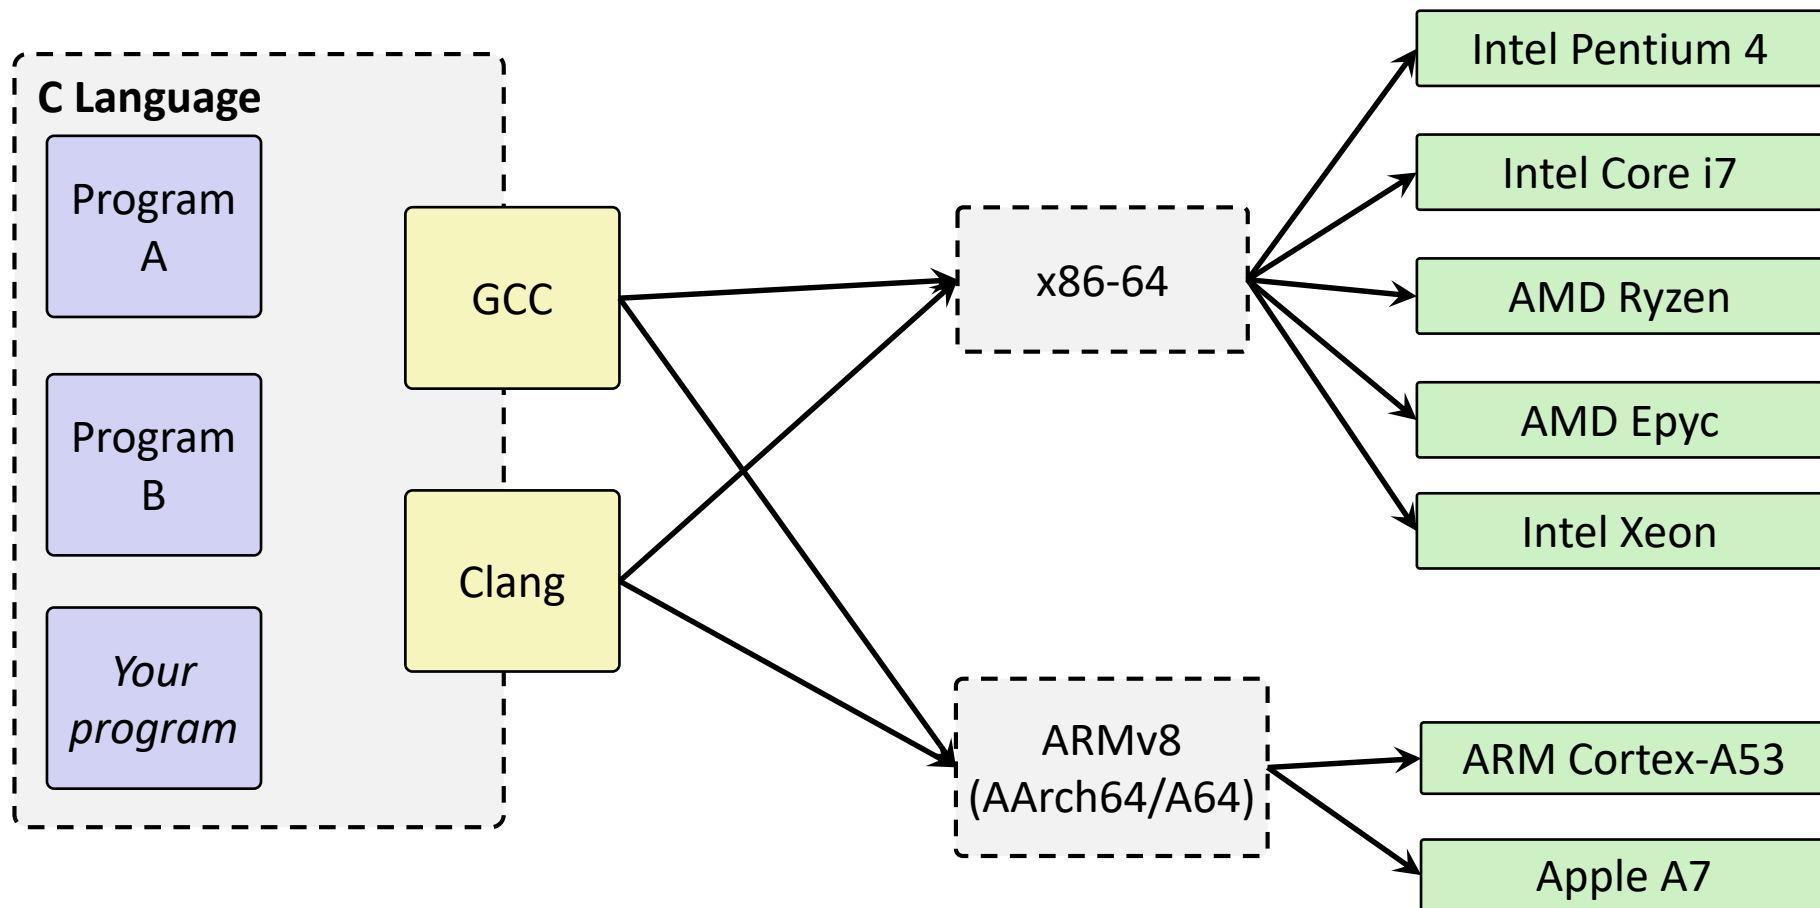 C Language
Program
A
Program
B
Your
program
GCC
Clang
x86-64
ARMv8
(AArch64/A64)
Intel Pentium 4
Intel Core i7
AMD Ryzen
AMD Epyc
Intel Xeon
ARM Cortex-A53
Apple A7